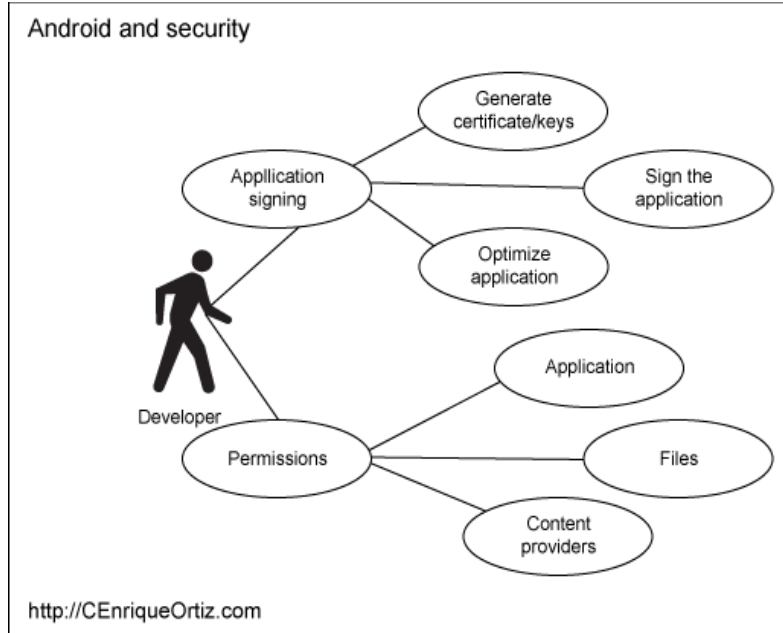 Android and security
Generate
certificate/keys
Appllication
signing
Sign the
application
Optimize
application
Developer
Application
Permissions
Files
Content
providers
http://CEnriqueOrtiz.com